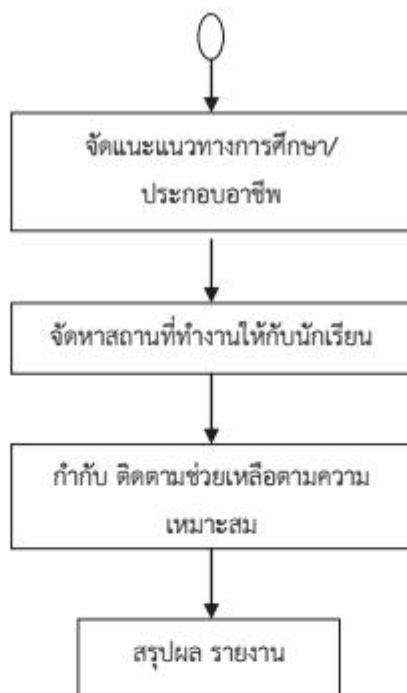 จัดแนะแนวทางการศึกษา/
ประกอบอาชีพ
จัดหาสถานที่ทำงานให้กับนักเรียน
กำกับ ติดตามช่วยเหลือตามความ
เหมาะสม
สรุปผล รายงาน